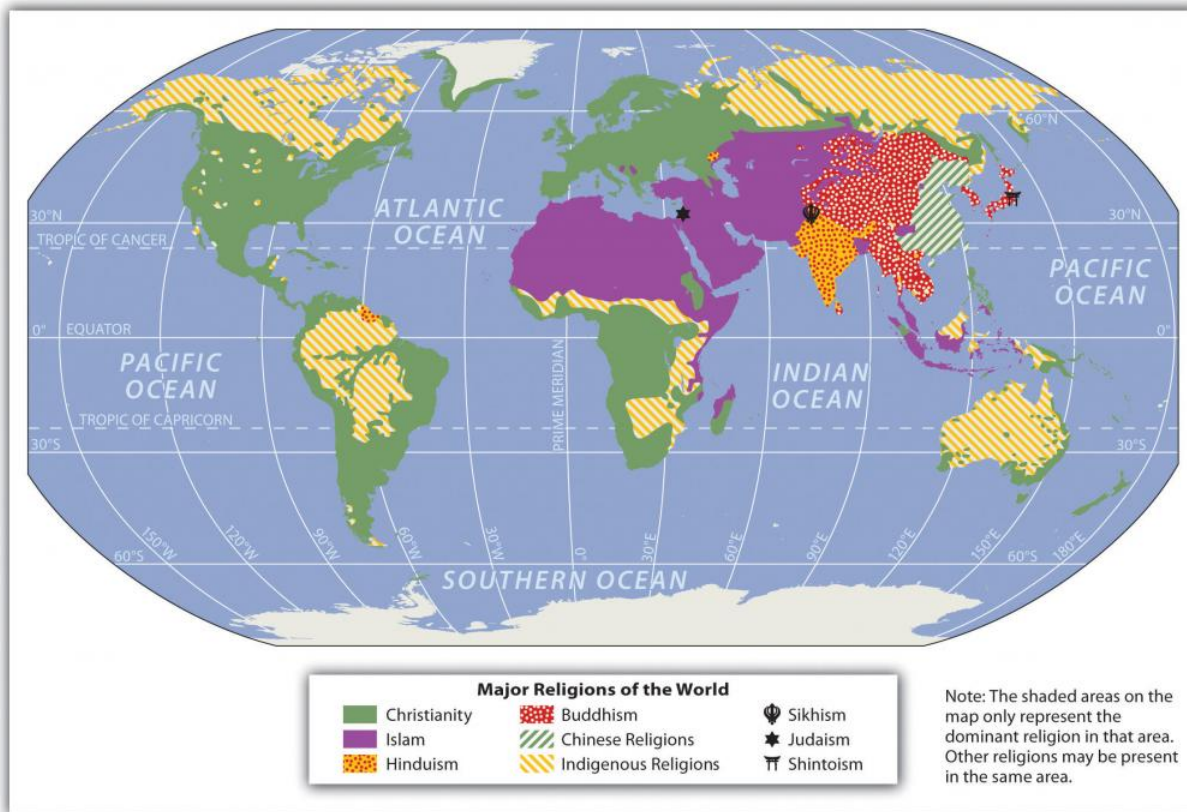 60°N
ATLANTIC
OCEAN
30°N
30°N
TROPIC OF CANCER
PACIFIC
OCEAN
0°
EQUATOR
0°
PACIFIC
OCEAN
INDIAN
OCEAN
PRIME MERIDIAN
TROPIC OF CAPRICORN
30°S
30°S
150°W
120°W
90°W
60°W
30°W
0°
30°E
60°E
90°E
120°E
150°E
180°E
60°S
60°S
SOUTHERN OCEAN
Major Religions of the World
Christianity
Islam
Hinduism
Buddhism
Chinese Religions
Indigenous Religions
Sikhism
Judaism
Shintoism
Note: The shaded areas on the
map only represent the
dominant religion in that area.
Other religions may be present
in the same area.